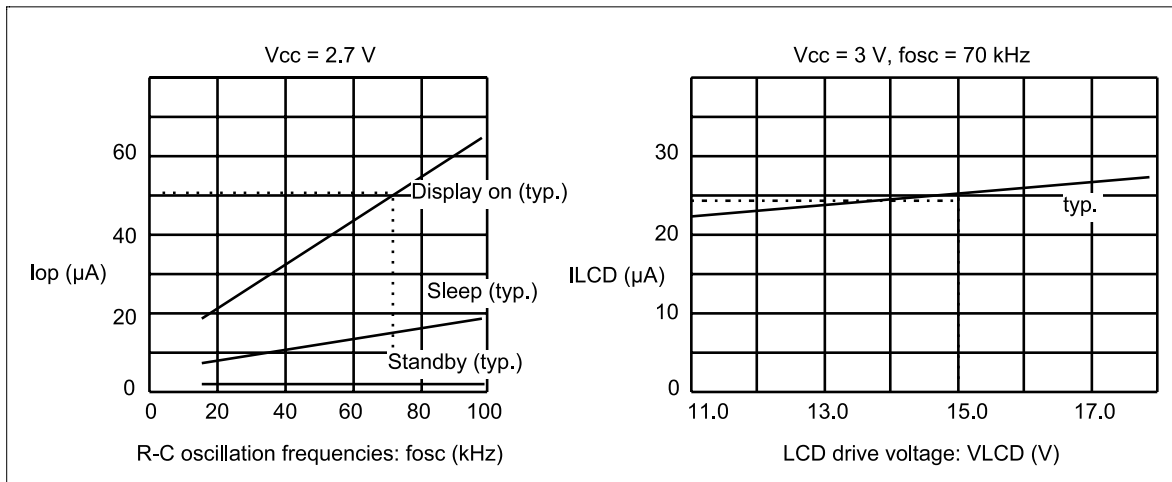 Vcc = 2.7 V
60
Display on (typ.)
40
Iop (µA)
Sleep (typ.)
20
Standby (typ.)
0
0 20 40 60 80 100
R-C oscillation frequencies: fosc (kHz)
Vcc = 3 V, fosc = 70 kHz
30
typ.
20
ILCD (µA)
10
0
11.0 13.0 15.0 17.0
LCD drive voltage: VLCD (V)